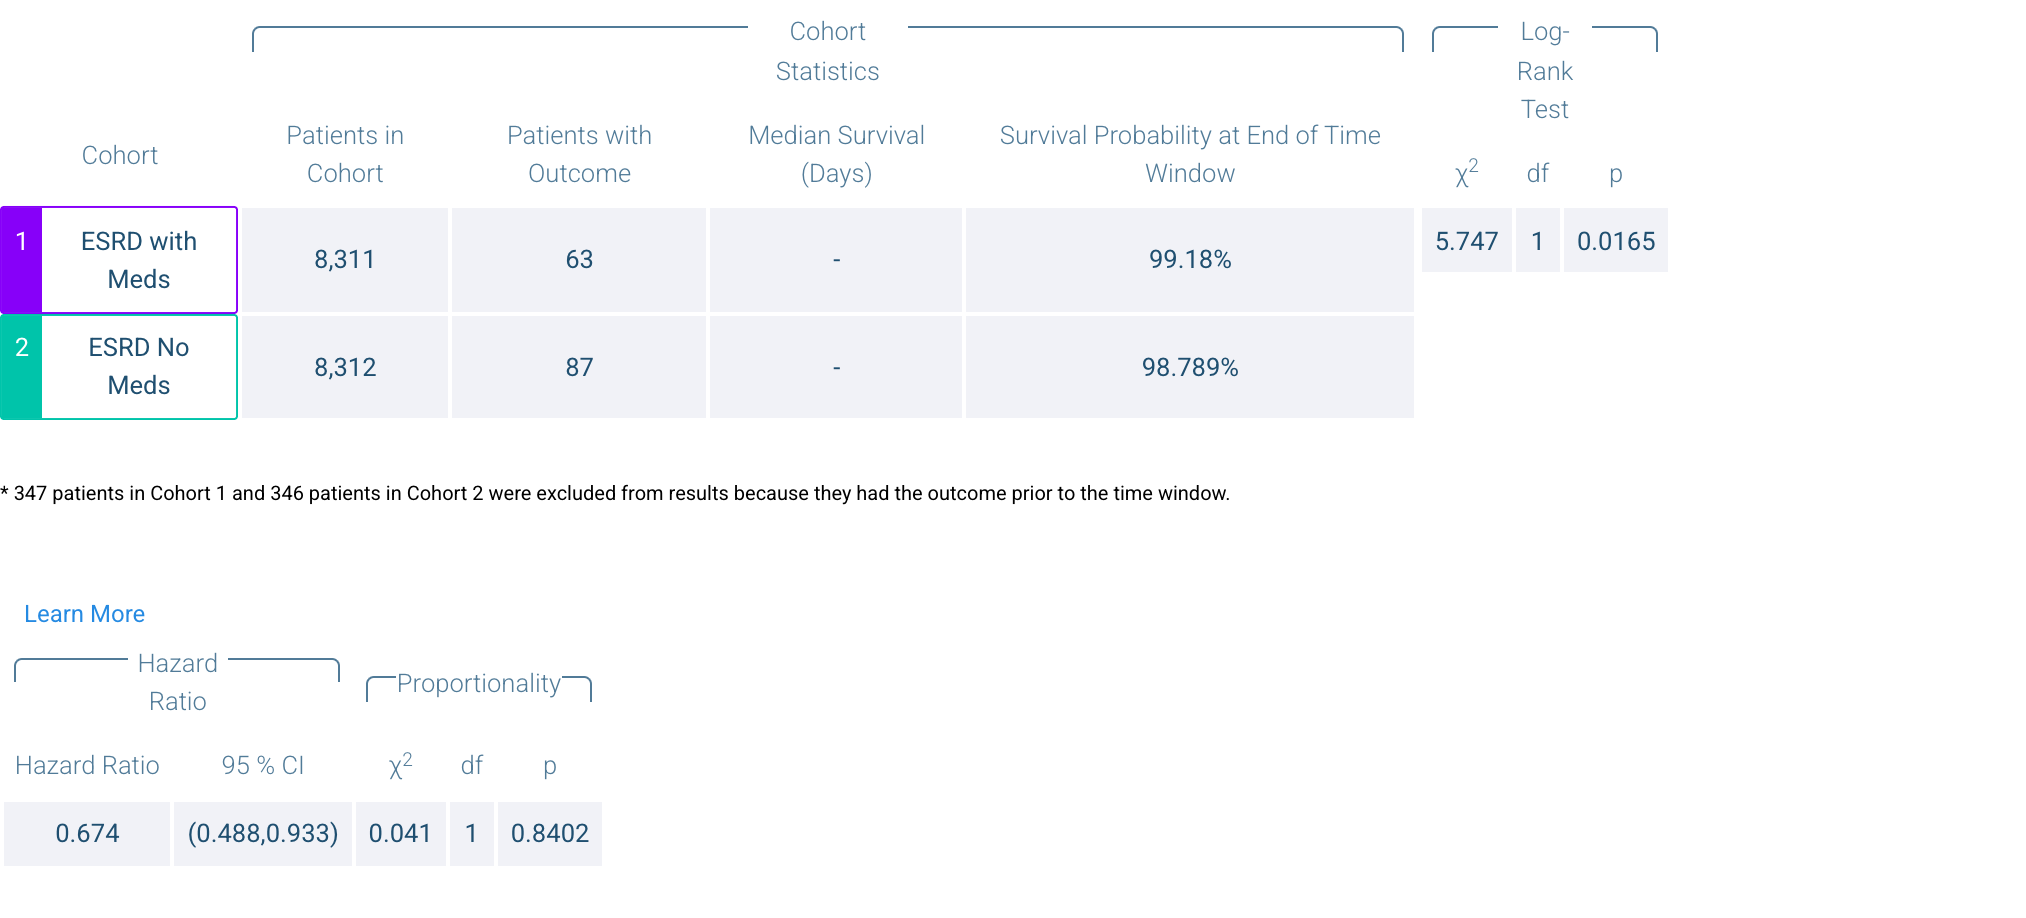 Cohort
Statistics
Log-
Rank
Test
Cohort
Patients in
Cohort
Patients with
Outcome
Median Survival
(Days)
Survival Probability at End of Time
Window
χ² df p
1 ESRD with
Meds
8,311 63 - 99.18% 5.747 1 0.0165
2 ESRD No
Meds
8,312 87 - 98.789%
* 347 patients in Cohort 1 and 346 patients in Cohort 2 were excluded from results because they had the outcome prior to the time window.
Learn More
Hazard
Ratio
Proportionality
Hazard Ratio 95 % CI χ² df p
0.674 (0.488,0.933) 0.041 1 0.8402